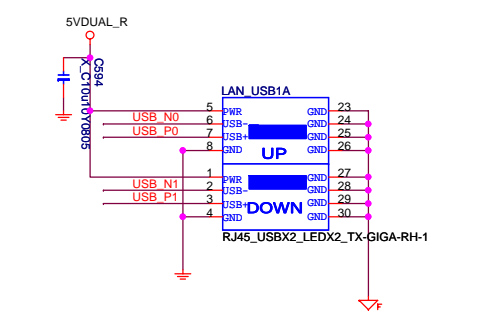 5VDUAL_R
C594
X_C10u10Y0805
LAN_USB1A
5 PWR GND 23
USB_N0 6 USB- GND 24
USB_P0 7 USB+ GND 25
8 GND GND 26
UP
1 PWR GND 27
USB_N1 2 USB- GND 28
USB_P1 3 USB+ GND 29
4 GND GND 30
DOWN
RJ45_USBX2_LEDX2_TX-GIGA-RH-1
F